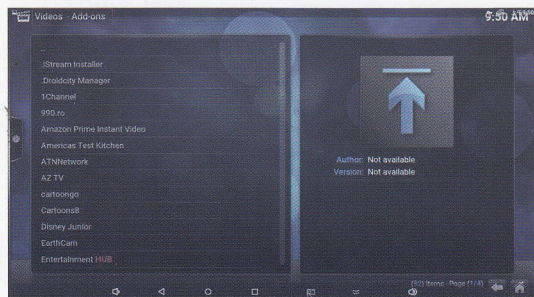 Videos - Add-ons
9:50 AM
..
.iStream Installer
.Droidcity Manager
1Channel
990.ro
Amazon Prime Instant Video
Americas Test Kitchen
ATNNetwork
AZ TV
cartoongo
Cartoons8
Disney Junior
EarthCam
Entertainment HUB
Author: Not available
Version: Not available
(92) Items - Page (1/4)